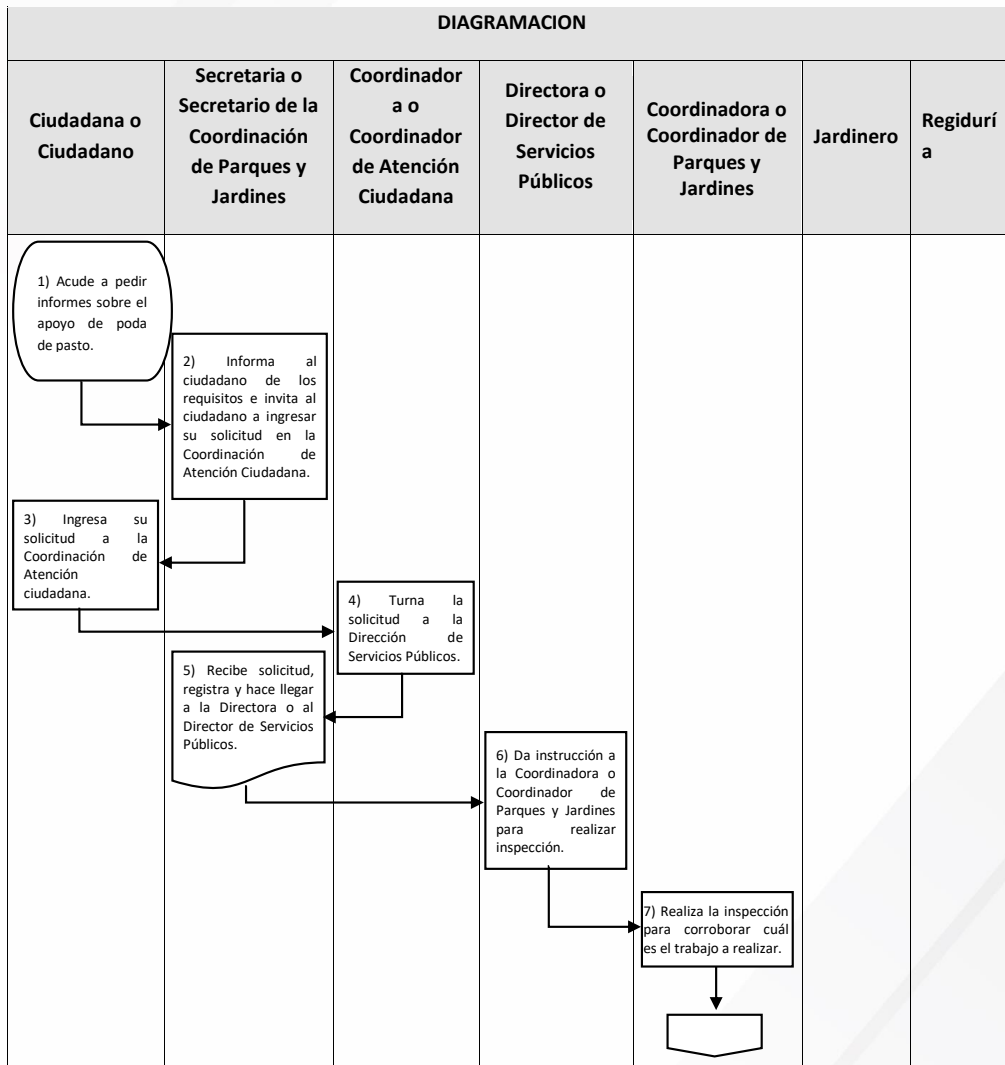 DIAGRAMACION
Ciudadana o
Ciudadano
Secretaria o
Secretario de la
Coordinación
de Parques y
Jardines
Coordinador
a o
Coordinador
de Atención
Ciudadana
Directora o
Director de
Servicios
Públicos
Coordinadora o
Coordinador de
Parques y
Jardines
Jardinero
Regidurí
a
1) Acude a pedir
informes sobre el
apoyo de poda
de pasto.
2) Informa al
ciudadano de los
requisitos e invita al
ciudadano a ingresar
su solicitud en la
Coordinación de
Atención Ciudadana.
3) Ingresa su
solicitud a la
Coordinación de
Atención
ciudadana.
4) Turna la
solicitud a la
Dirección de
Servicios Públicos.
5) Recibe solicitud,
registra y hace llegar
a la Directora o al
Director de Servicios
Públicos.
6) Da instrucción a
la Coordinadora o
Coordinador de
Parques y Jardines
para realizar
inspección.
7) Realiza la inspección
para corroborar cuál
es el trabajo a realizar.